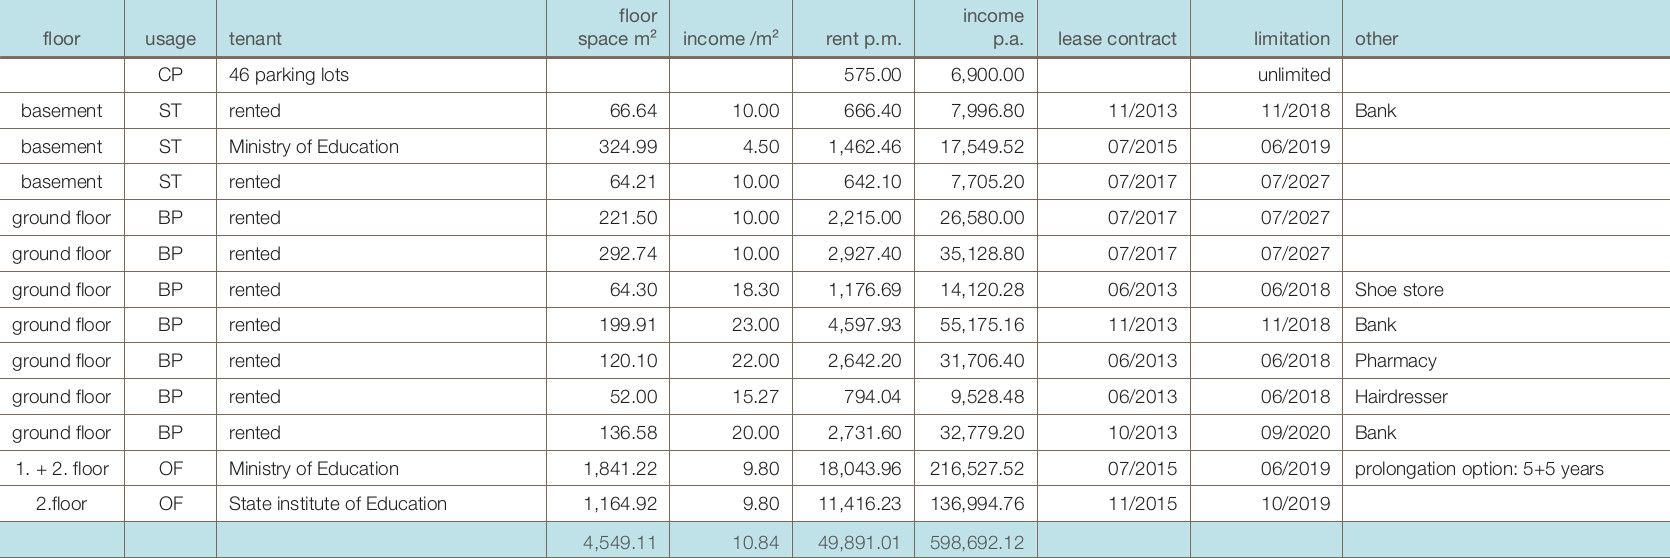 floor usage tenant floor space m² income /m² rent p.m. income p.a. lease contract limitation other
CP 46 parking lots 575.00 6,900.00 unlimited
basement ST rented 66.64 10.00 666.40 7,996.80 11/2013 11/2018 Bank
basement ST Ministry of Education 324.99 4.50 1,462.46 17,549.52 07/2015 06/2019
basement ST rented 64.21 10.00 642.10 7,705.20 07/2017 07/2027
ground floor BP rented 221.50 10.00 2,215.00 26,580.00 07/2017 07/2027
ground floor BP rented 292.74 10.00 2,927.40 35,128.80 07/2017 07/2027
ground floor BP rented 64.30 18.30 1,176.69 14,120.28 06/2013 06/2018 Shoe store
ground floor BP rented 199.91 23.00 4,597.93 55,175.16 11/2013 11/2018 Bank
ground floor BP rented 120.10 22.00 2,642.20 31,706.40 06/2013 06/2018 Pharmacy
ground floor BP rented 52.00 15.27 794.04 9,528.48 06/2013 06/2018 Hairdresser
ground floor BP rented 136.58 20.00 2,731.60 32,779.20 10/2013 09/2020 Bank
1. + 2. floor OF Ministry of Education 1,841.22 9.80 18,043.96 216,527.52 07/2015 06/2019 prolongation option: 5+5 years
2.floor OF State institute of Education 1,164.92 9.80 11,416.23 136,994.76 11/2015 10/2019
4,549.11 10.84 49,891.01 598,692.12